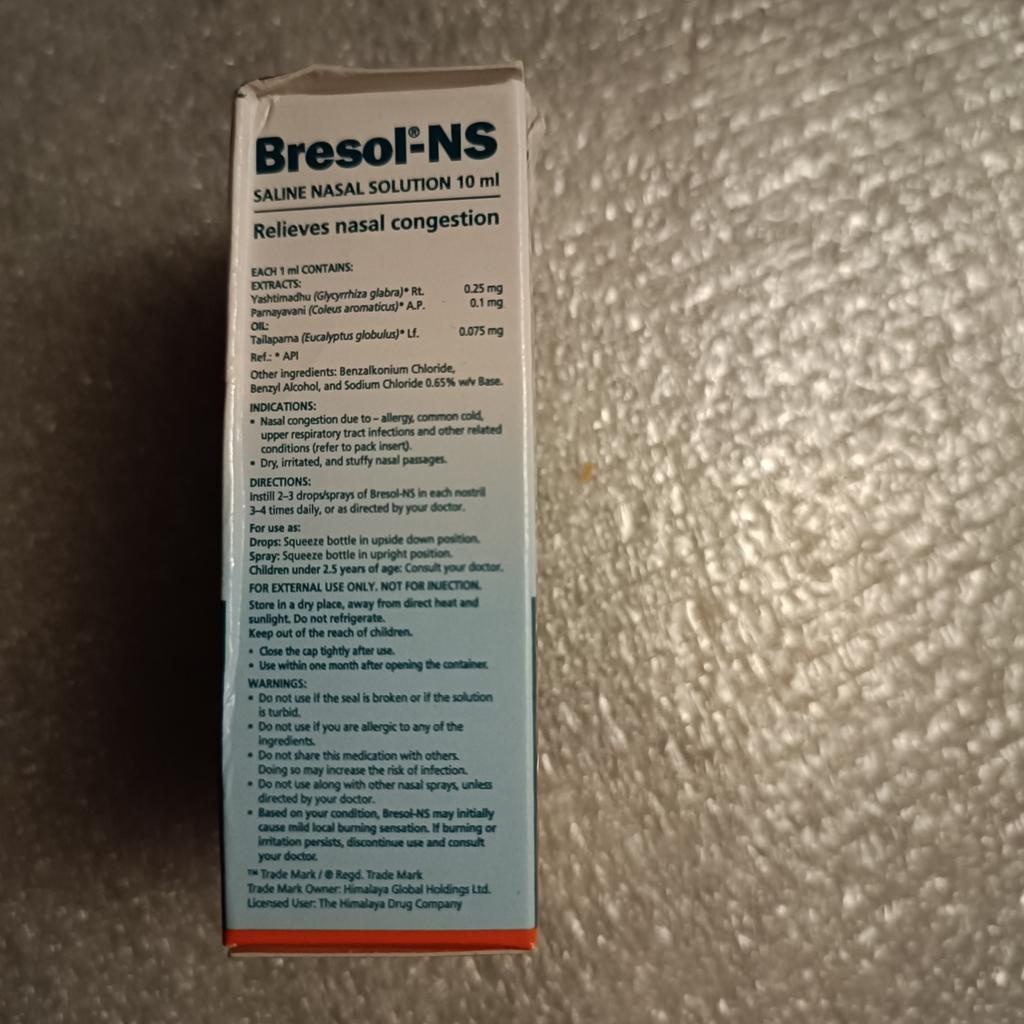 Bresol®-NS
SALINE NASAL SOLUTION 10 ml
Relieves nasal congestion
EACH 1 ml CONTAINS:
EXTRACTS:
Yashtimadhu (Glycyrrhiza glabra)* Rt. 0.25 mg
Parnayavani (Coleus aromaticus)* A.P. 0.1 mg
OIL:
Tailaparna (Eucalyptus globulus)* Lf. 0.075 mg
Ref.: * API
Other ingredients: Benzalkonium Chloride,
Benzyl Alcohol, and Sodium Chloride 0.65% w/v Base.
INDICATIONS:
• Nasal congestion due to – allergy, common cold,
upper respiratory tract infections and other related
conditions (refer to pack insert).
• Dry, irritated, and stuffy nasal passages.
DIRECTIONS:
Instill 2–3 drops/sprays of Bresol-NS in each nostril
3–4 times daily, or as directed by your doctor.
For use as:
Drops: Squeeze bottle in upside down position.
Spray: Squeeze bottle in upright position.
Children under 2.5 years of age: Consult your doctor.
FOR EXTERNAL USE ONLY. NOT FOR INJECTION.
Store in a dry place, away from direct heat and
sunlight. Do not refrigerate.
Keep out of the reach of children.
• Close the cap tightly after use.
• Use within one month after opening the container.
WARNINGS:
• Do not use if the seal is broken or if the solution
is turbid.
• Do not use if you are allergic to any of the
ingredients.
• Do not share this medication with others.
Doing so may increase the risk of infection.
• Do not use along with other nasal sprays, unless
directed by your doctor.
• Based on your condition, Bresol-NS may initially
cause mild local burning sensation. If burning or
irritation persists, discontinue use and consult
your doctor.
™ Trade Mark / ® Regd. Trade Mark
Trade Mark Owner: Himalaya Global Holdings Ltd.
Licensed User: The Himalaya Drug Company